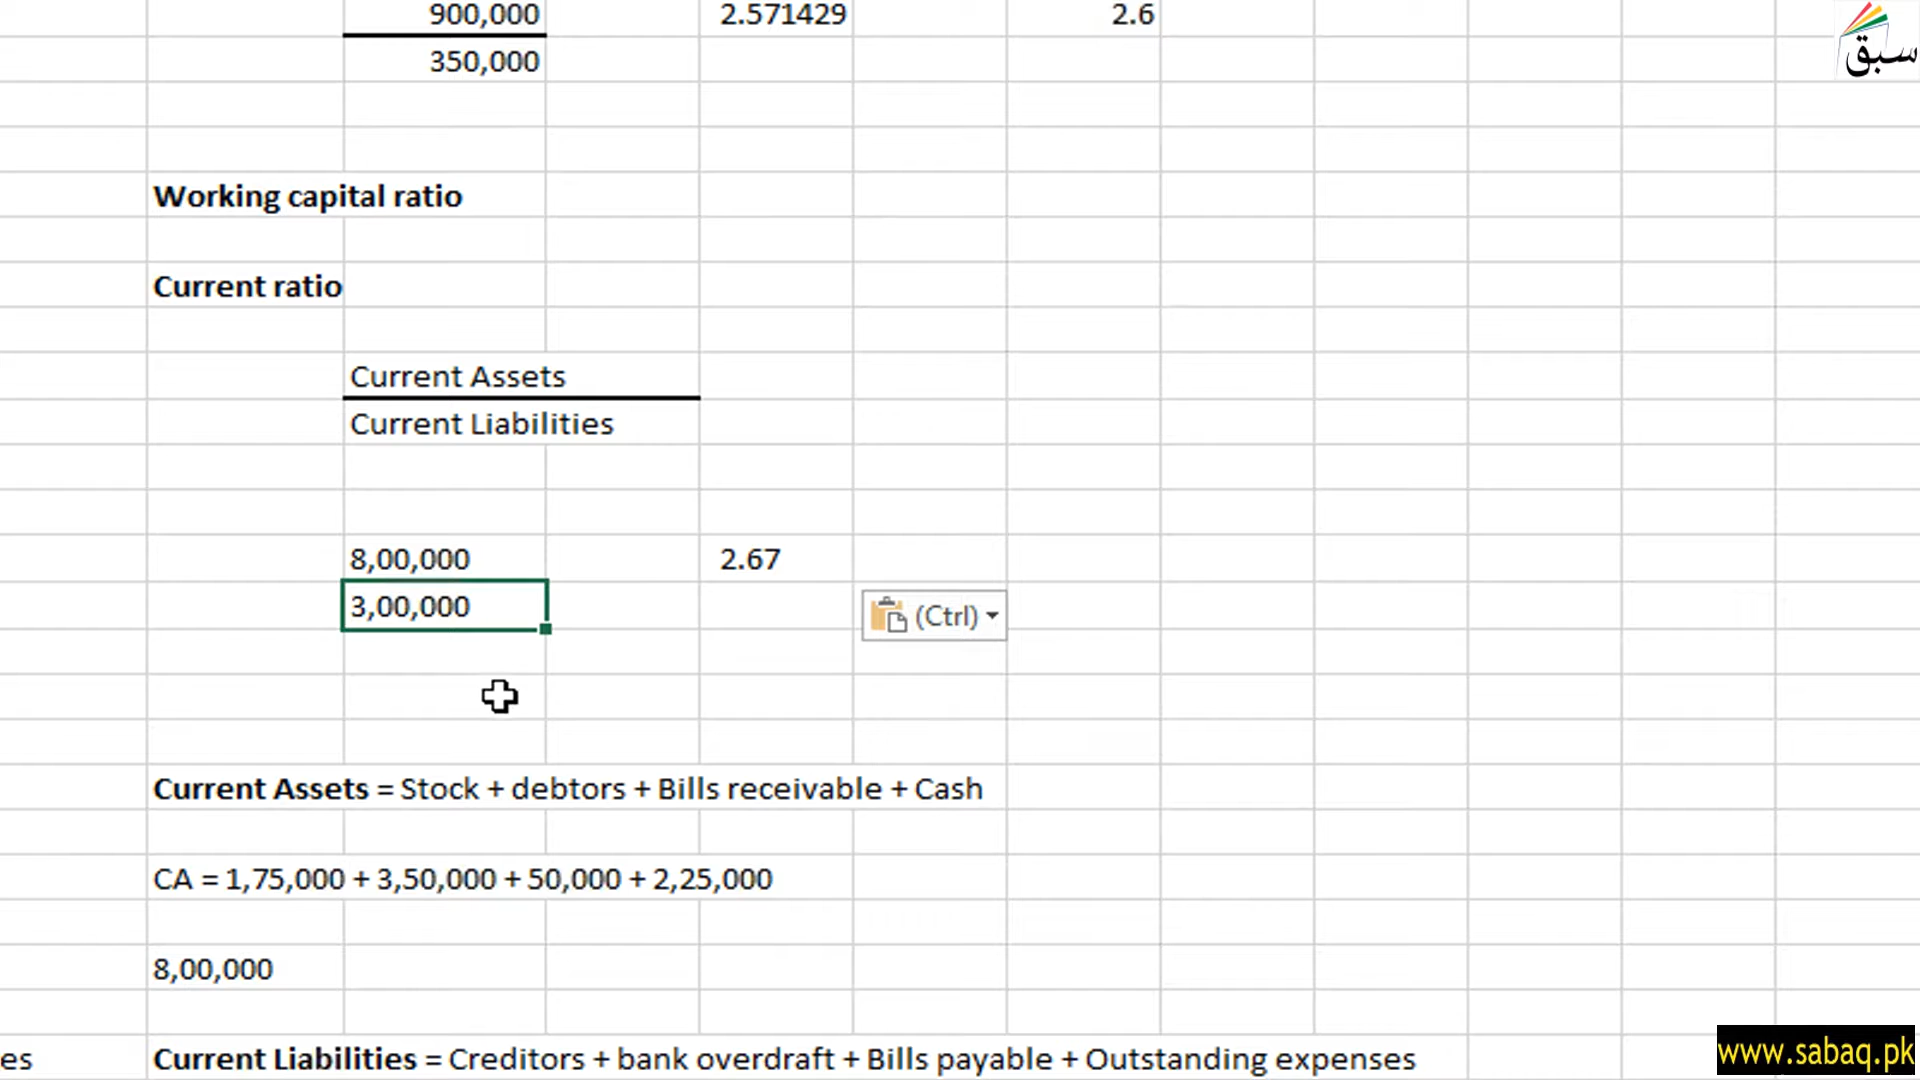 900,000 2.571429 2.6
350,000
سبق
Working capital ratio
Current ratio
Current Assets
Current Liabilities
8,00,000 2.67
3,00,000
(Ctrl)
Current Assets = Stock + debtors + Bills receivable + Cash
CA = 1,75,000 + 3,50,000 + 50,000 + 2,25,000
8,00,000
es Current Liabilities = Creditors + bank overdraft + Bills payable + Outstanding expenses
www.sabaq.pk